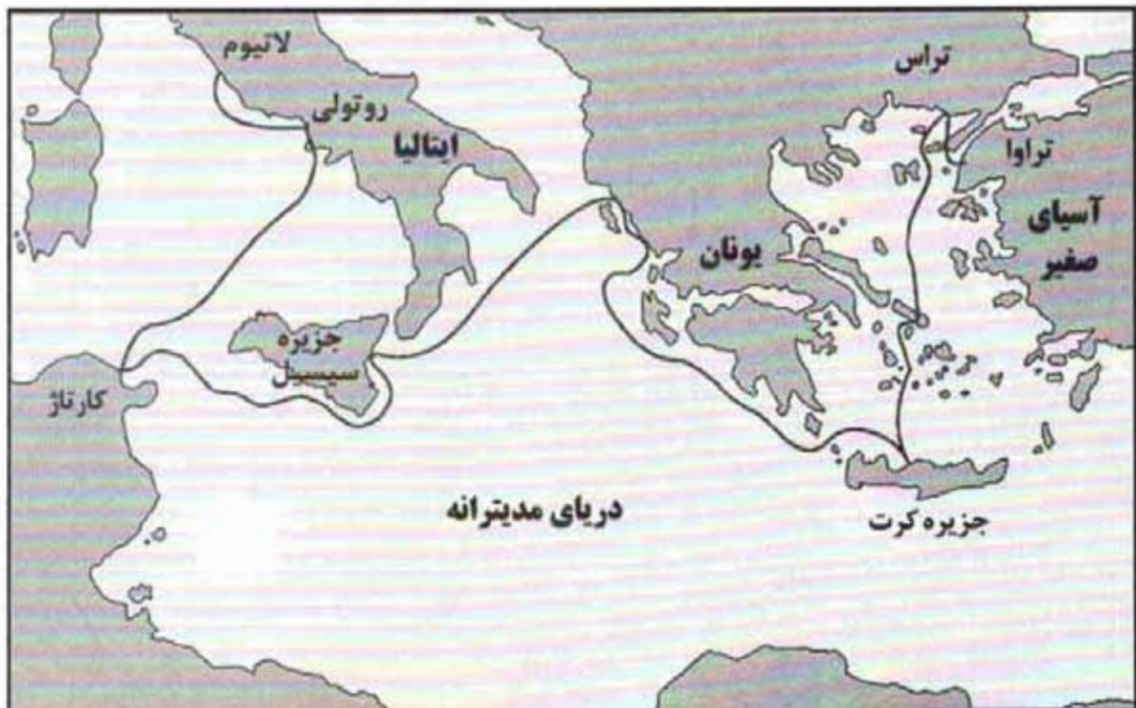 لاتیوم
روتولی
ایتالیا
تراس
تراوا
آسیای
صغیر
یونان
جزیره
سیسیل
کارتاژ
دریای مدیترانه
جزیره کرت